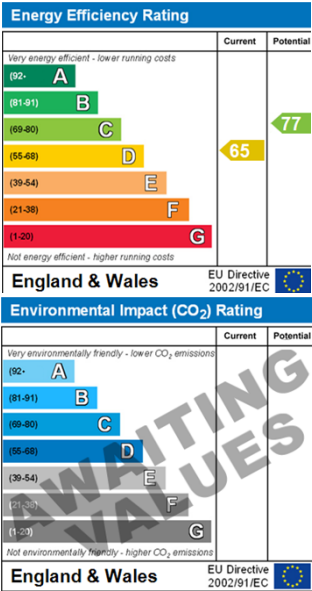 Energy Efficiency Rating
Current Potential
Very energy efficient - lower running costs
(92- A
(81-91) B
(69-80) C
(55-68) D
(39-54) E
(21-38) F
(1-20) G
65
77
Not energy efficient - higher running costs
England & Wales
EU Directive
2002/91/EC
Environmental Impact (CO₂) Rating
Current Potential
Very environmentally friendly - lower CO₂ emissions
(92- A
(81-91) B
(69-80) C
(55-68) D
(39-54) E
(21-38) F
(1-20) G
AWAITING
VALUES
Not environmentally friendly - higher CO₂ emissions
England & Wales
EU Directive
2002/91/EC